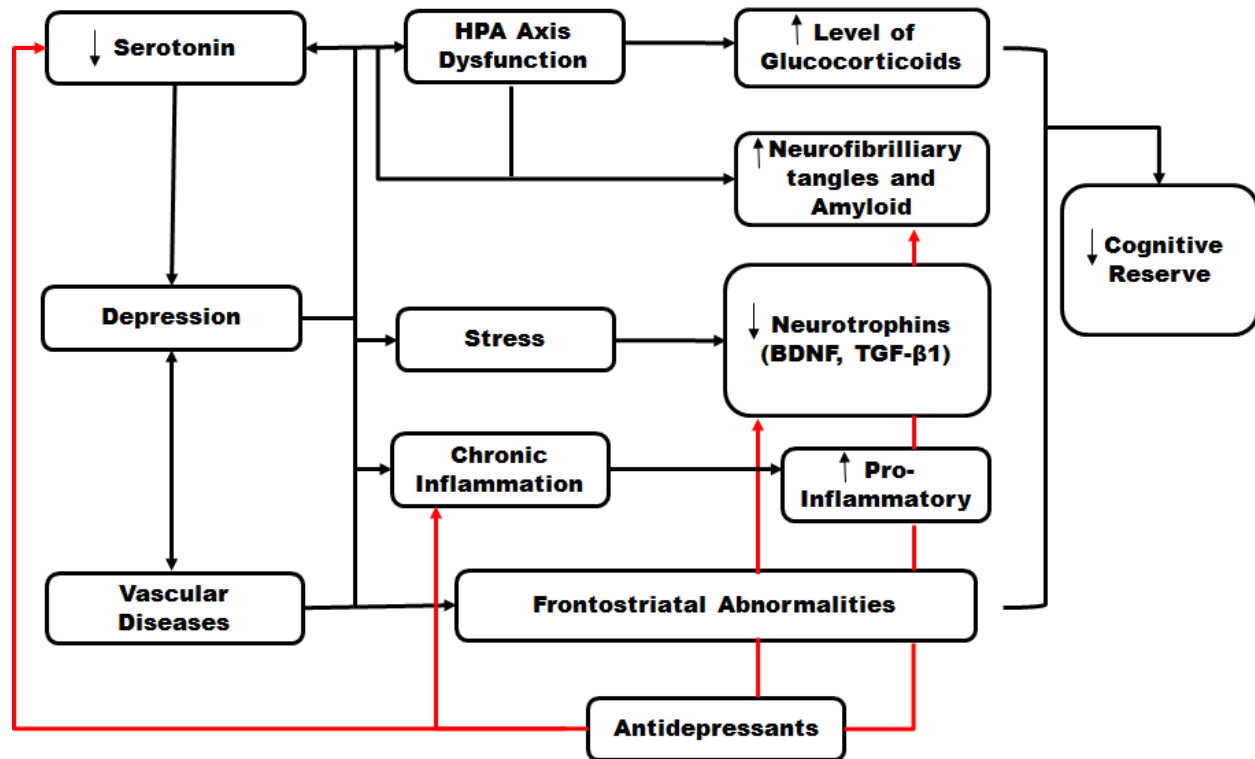 ↓ Serotonin
HPA Axis
Dysfunction
↑ Level of
Glucocorticoids
↑ Neurofibrilliary
tangles and
Amyloid
↓ Cognitive
Reserve
Depression
Stress
↓ Neurotrophins
(BDNF, TGF-β1)
Chronic
Inflammation
↑ Pro-
Inflammatory
Vascular
Diseases
Frontostriatal Abnormalities
Antidepressants